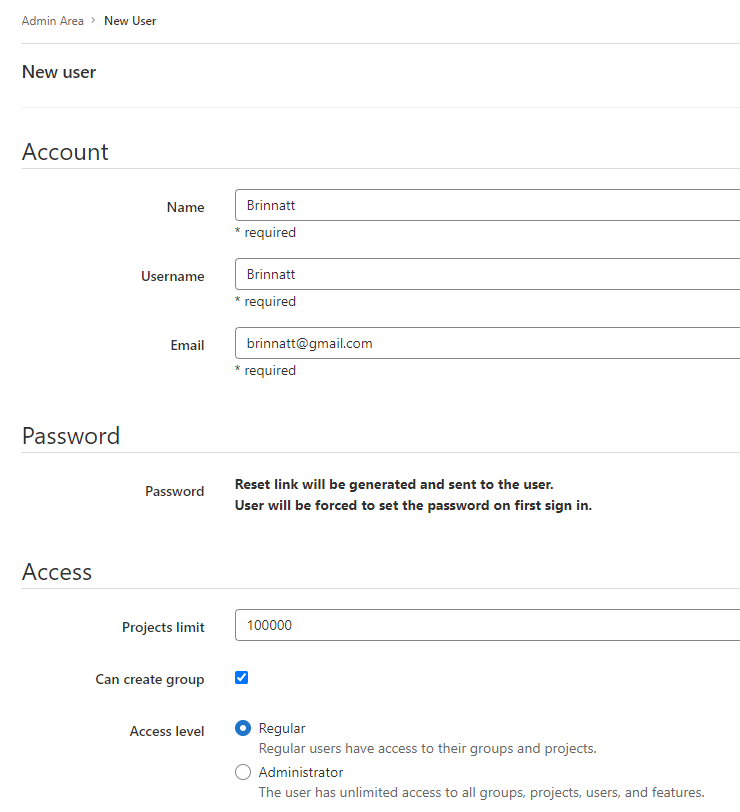 Admin Area > New User
New user
Account
Name
Brinnatt
* required
Username
Brinnatt
* required
Email
brinnatt@gmail.com
* required
Password
Password
Reset link will be generated and sent to the user.
User will be forced to set the password on first sign in.
Access
Projects limit
100000
Can create group
Access level
Regular
Regular users have access to their groups and projects.
Administrator
The user has unlimited access to all groups, projects, users, and features.